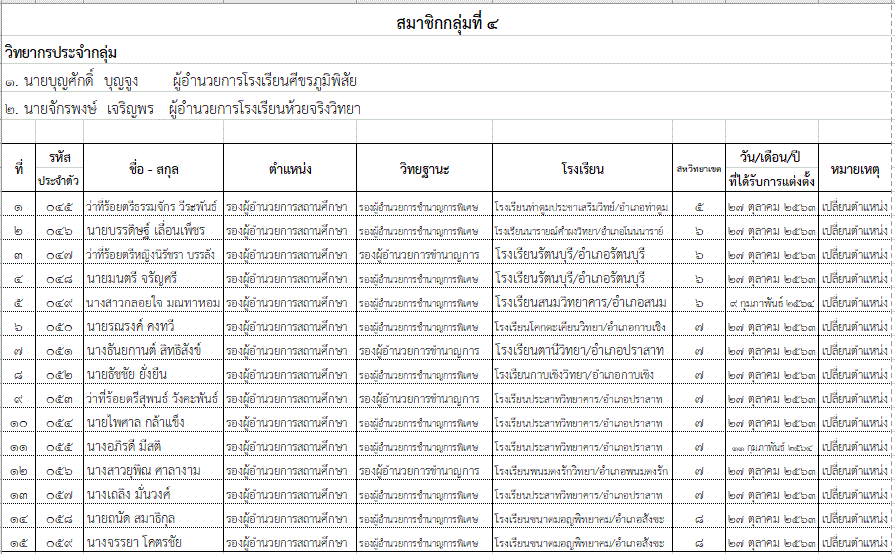 สมาชิกกลุ่มที่ ๔
วิทยากรประจำกลุ่ม
๑. นายบุญศักดิ์ บุญจูง ผู้อำนวยการโรงเรียนศีขรภูมิพิสัย
๒. นายจักรพงษ์ เจริญพร ผู้อำนวยการโรงเรียนห้วยจริงวิทยา
ที่ รหัสประจำตัว ชื่อ - สกุล ตำแหน่ง วิทยฐานะ โรงเรียน สหวิทยาเขต วัน/เดือน/ปี ที่ได้รับการแต่งตั้ง หมายเหตุ
๑ ๐๔๕ ว่าที่ร้อยตรีธรรมจักร วีระพันธ์ รองผู้อำนวยการสถานศึกษา รองผู้อำนวยการชำนาญการพิเศษ โรงเรียนท่าตูมประชาเสริมวิทย์/อำเภอท่าตูม ๕ ๒๗ ตุลาคม ๒๕๖๓ เปลี่ยนตำแหน่ง
๒ ๐๔๖ นายบรรดิษฐ์ เลื่อนเพ็ชร รองผู้อำนวยการสถานศึกษา รองผู้อำนวยการชำนาญการพิเศษ โรงเรียนนารายณ์คำผงวิทยา/อำเภอโนนนารายณ์ ๖ ๒๗ ตุลาคม ๒๕๖๓ เปลี่ยนตำแหน่ง
๓ ๐๔๗ ว่าที่ร้อยตรีหญิงนิรัชรา บรรลัง รองผู้อำนวยการสถานศึกษา รองผู้อำนวยการชำนาญการ โรงเรียนรัตนบุรี/อำเภอรัตนบุรี ๖ ๒๗ ตุลาคม ๒๕๖๓ เปลี่ยนตำแหน่ง
๔ ๐๔๘ นายมนตรี จรัญศรี รองผู้อำนวยการสถานศึกษา รองผู้อำนวยการชำนาญการพิเศษ โรงเรียนรัตนบุรี/อำเภอรัตนบุรี ๖ ๒๗ ตุลาคม ๒๕๖๓ เปลี่ยนตำแหน่ง
๕ ๐๔๙ นางสาวกลอยใจ มณฑาหอม รองผู้อำนวยการสถานศึกษา รองผู้อำนวยการชำนาญการพิเศษ โรงเรียนสนมวิทยาคาร/อำเภอสนม ๖ ๙ กุมภาพันธ์ ๒๕๖๔ เปลี่ยนตำแหน่ง
๖ ๐๕๐ นายรณรงค์ คงทวี รองผู้อำนวยการสถานศึกษา รองผู้อำนวยการชำนาญการพิเศษ โรงเรียนโคกตะเคียนวิทยา/อำเภอกาบเชิง ๗ ๒๗ ตุลาคม ๒๕๖๓ เปลี่ยนตำแหน่ง
๗ ๐๕๑ นางธันยกานต์ สิทธิสังข์ รองผู้อำนวยการสถานศึกษา รองผู้อำนวยการชำนาญการ โรงเรียนตานีวิทยา/อำเภอปราสาท ๗ ๒๗ ตุลาคม ๒๕๖๓ เปลี่ยนตำแหน่ง
๘ ๐๕๒ นายธัชชัย ยั่งยืน รองผู้อำนวยการสถานศึกษา รองผู้อำนวยการชำนาญการพิเศษ โรงเรียนกาบเชิงวิทยา/อำเภอกาบเชิง ๗ ๒๗ ตุลาคม ๒๕๖๓ เปลี่ยนตำแหน่ง
๙ ๐๕๓ ว่าที่ร้อยตรีสุพนธ์ วังคะพันธ์ รองผู้อำนวยการสถานศึกษา รองผู้อำนวยการชำนาญการ โรงเรียนประสาทวิทยาคาร/อำเภอปราสาท ๗ ๒๗ ตุลาคม ๒๕๖๓ เปลี่ยนตำแหน่ง
๑๐ ๐๕๔ นายไพศาล กล้าแข็ง รองผู้อำนวยการสถานศึกษา รองผู้อำนวยการชำนาญการพิเศษ โรงเรียนประสาทวิทยาคาร/อำเภอปราสาท ๗ ๒๗ ตุลาคม ๒๕๖๓ เปลี่ยนตำแหน่ง
๑๑ ๐๕๕ นางอภิรดี มีสติ รองผู้อำนวยการสถานศึกษา รองผู้อำนวยการชำนาญการพิเศษ โรงเรียนประสาทวิทยาคาร/อำเภอปราสาท ๗ ๑๑ กุมภาพันธ์ ๒๕๖๔ เปลี่ยนตำแหน่ง
๑๒ ๐๕๖ นางสาวยุพิณ ศาลางาม รองผู้อำนวยการสถานศึกษา รองผู้อำนวยการชำนาญการ โรงเรียนพนมดงรักวิทยา/อำเภอพนมดงรัก ๗ ๒๗ ตุลาคม ๒๕๖๓ เปลี่ยนตำแหน่ง
๑๓ ๐๕๗ นางเถลิง มั่นวงศ์ รองผู้อำนวยการสถานศึกษา รองผู้อำนวยการชำนาญการพิเศษ โรงเรียนประสาทวิทยาคาร/อำเภอปราสาท ๗ ๒๗ ตุลาคม ๒๕๖๓ เปลี่ยนตำแหน่ง
๑๔ ๐๕๘ นายถนัด สมาธิกุล รองผู้อำนวยการสถานศึกษา รองผู้อำนวยการชำนาญการพิเศษ โรงเรียนขนาดมอญพิทยาคม/อำเภอสังขะ ๘ ๒๗ ตุลาคม ๒๕๖๓ เปลี่ยนตำแหน่ง
๑๕ ๐๕๙ นางจรรยา โคตรชัย รองผู้อำนวยการสถานศึกษา รองผู้อำนวยการชำนาญการพิเศษ โรงเรียนขนาดมอญพิทยาคม/อำเภอสังขะ ๘ ๒๗ ตุลาคม ๒๕๖๓ เปลี่ยนตำแหน่ง